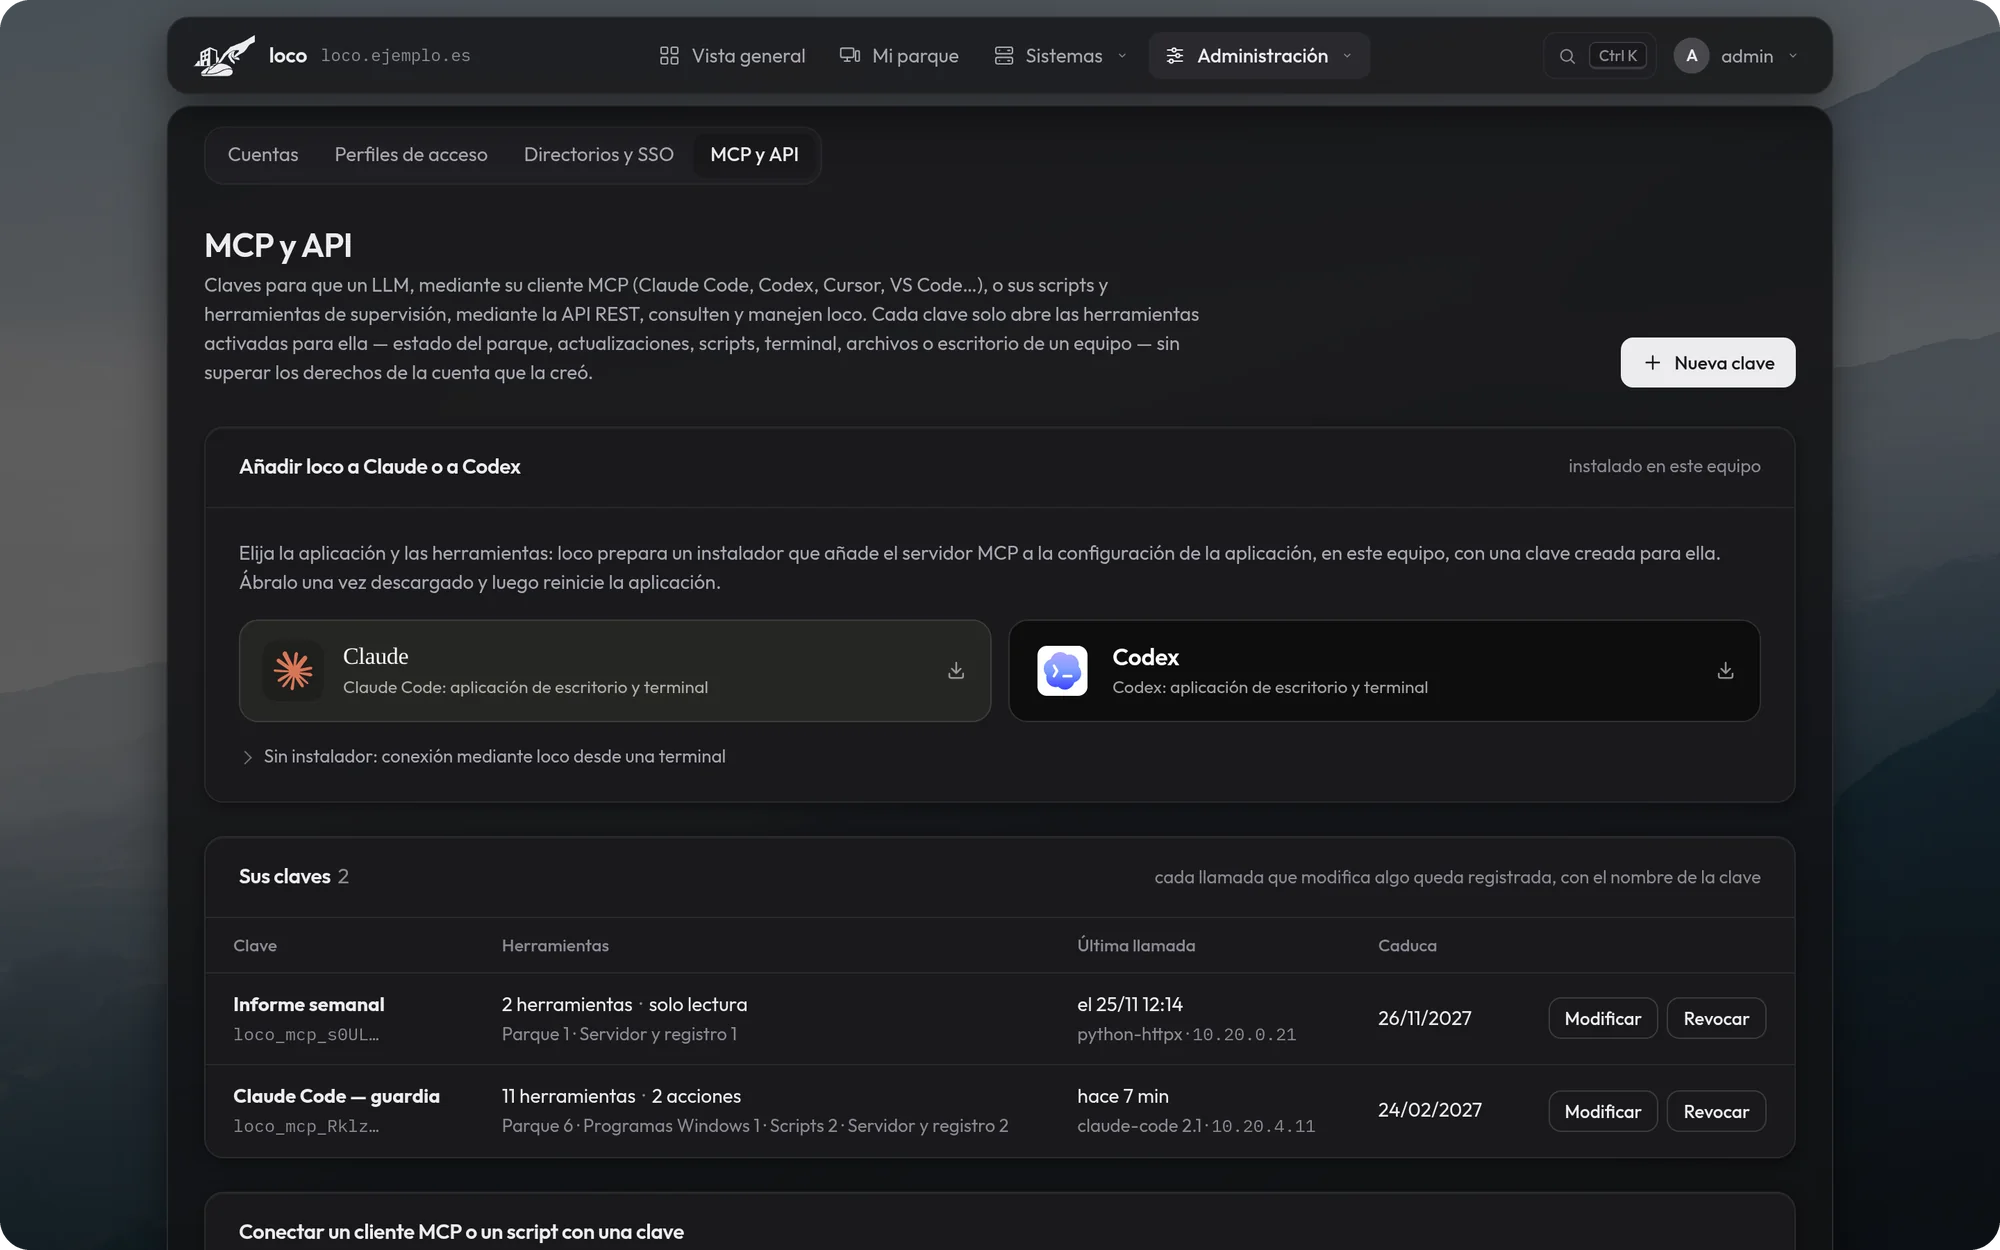 loco loco.ejemplo.es Vista general Mi parque Sistemas Administración Ctrl K A admin
Cuentas Perfiles de acceso Directorios y SSO MCP y API
MCP y API
Claves para que un LLM, mediante su cliente MCP (Claude Code, Codex, Cursor, VS Code…), o sus scripts y
herramientas de supervisión, mediante la API REST, consulten y manejen loco. Cada clave solo abre las herramientas
activadas para ella — estado del parque, actualizaciones, scripts, terminal, archivos o escritorio de un equipo — sin
superar los derechos de la cuenta que la creó.
Nueva clave
Añadir loco a Claude o a Codex instalado en este equipo
Elija la aplicación y las herramientas: loco prepara un instalador que añade el servidor MCP a la configuración de la aplicación, en este equipo, con una clave creada para ella.
Ábralo una vez descargado y luego reinicie la aplicación.
Claude
Claude Code: aplicación de escritorio y terminal
Codex
Codex: aplicación de escritorio y terminal
Sin instalador: conexión mediante loco desde una terminal
Sus claves 2 cada llamada que modifica algo queda registrada, con el nombre de la clave
Clave Herramientas Última llamada Caduca
Informe semanal 2 herramientas · solo lectura el 25/11 12:14 26/11/2027 Modificar Revocar
loco_mcp_s0UL… Parque 1 · Servidor y registro 1 python-httpx · 10.20.0.21
Claude Code — guardia 11 herramientas · 2 acciones hace 7 min 24/02/2027 Modificar Revocar
loco_mcp_Rklz… Parque 6 · Programas Windows 1 · Scripts 2 · Servidor y registro 2 claude-code 2.1 · 10.20.4.11
Conectar un cliente MCP o un script con una clave